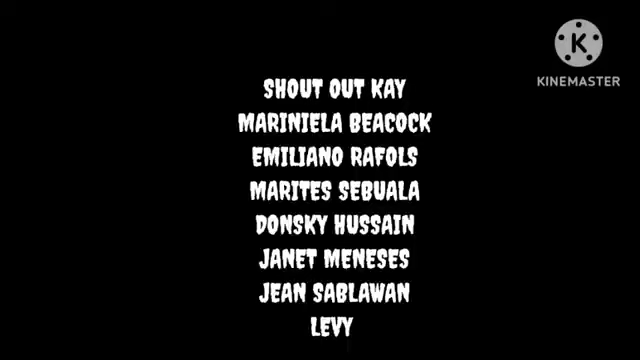 SHOUT OUT KAY
MARINIELA BEACOCK
EMILIANO RAFOLS
MARITES SEBUALA
DONSKY HUSSAIN
JANET MENESES
JEAN SABLAWAN
LEVY
K
KINEMASTER